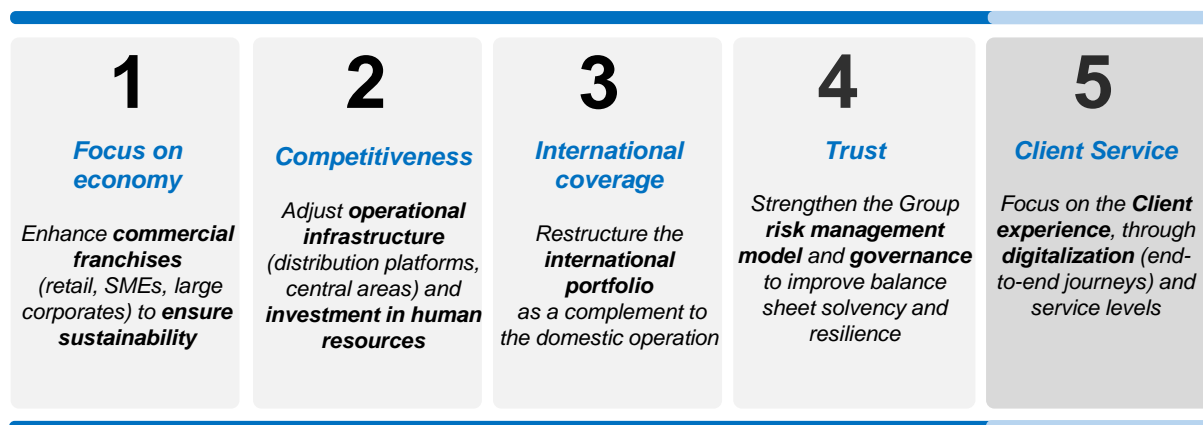 1
Focus on
economy
Enhance commercial
franchises
(retail, SMEs, large
corporates) to ensure
sustainability
2
Competitiveness
Adjust operational
infrastructure
(distribution platforms,
central areas) and
investment in human
resources
3
International
coverage
Restructure the
international
portfolio
as a complement to
the domestic operation
4
Trust
Strengthen the Group
risk management
model and governance
to improve balance
sheet solvency and
resilience
5
Client Service
Focus on the Client
experience, through
digitalization (end-
to-end journeys) and
service levels